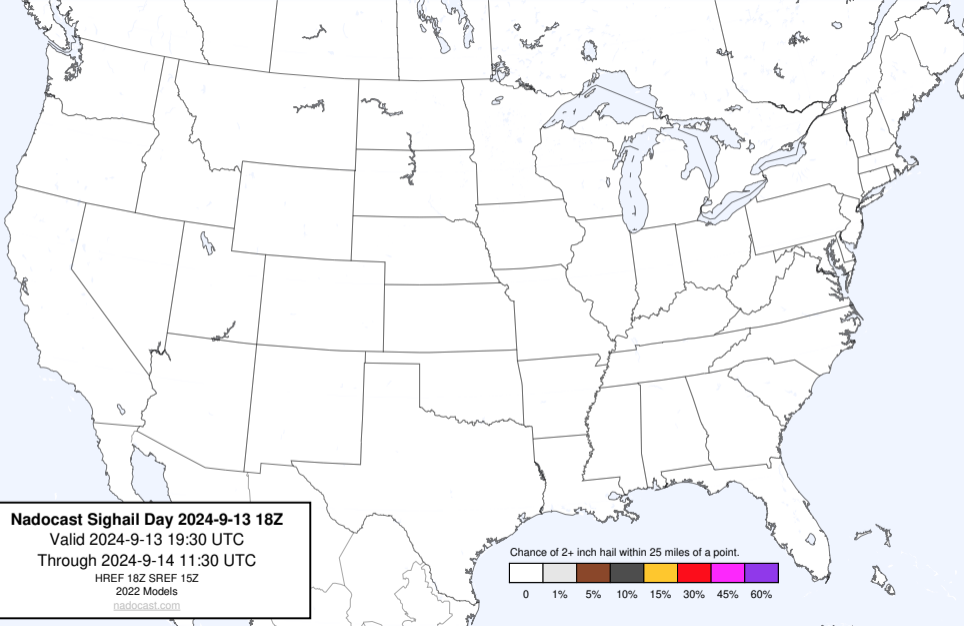 Nadocast Sighail Day 2024-9-13 18Z
Valid 2024-9-13 19:30 UTC
Through 2024-9-14 11:30 UTC
HREF 18Z SREF 15Z
2022 Models
nadocast.com
Chance of 2+ inch hail within 25 miles of a point.
0 1% 5% 10% 15% 30% 45% 60%